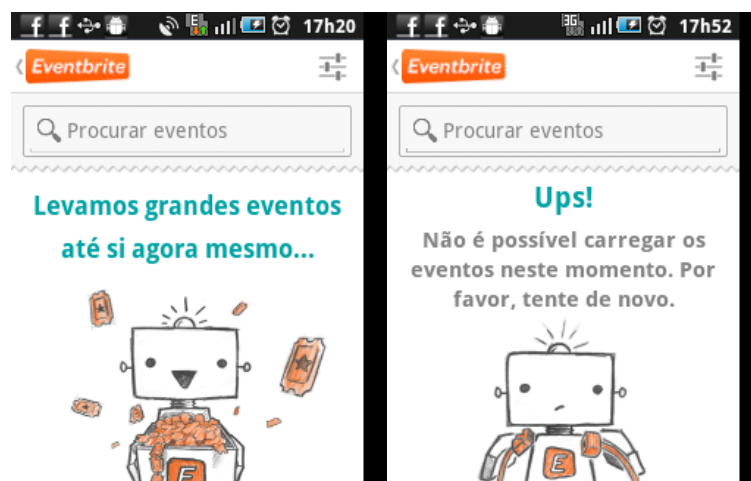 17h20
Eventbrite
Procurar eventos
Levamos grandes eventos
até si agora mesmo...
E
17h52
Eventbrite
Procurar eventos
Ups!
Não é possível carregar os
eventos neste momento. Por
favor, tente de novo.
E